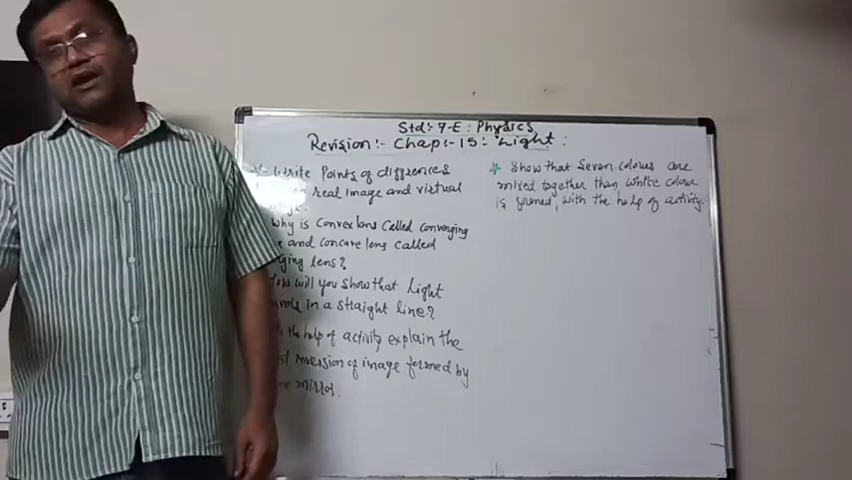 Std:- 7-E : Physics
Revision:- Chap:-15: Light :
Write Points of differences
real image and virtual
Why is Convex lens Called Converging
and Concave lens called
lens?
How will you show that Light
in a straight line?
the help of activity explain the
inversion of image formed by
mirror.
* Show that Seven colours are
mixed together then white colour
is formed, with the help of activity.